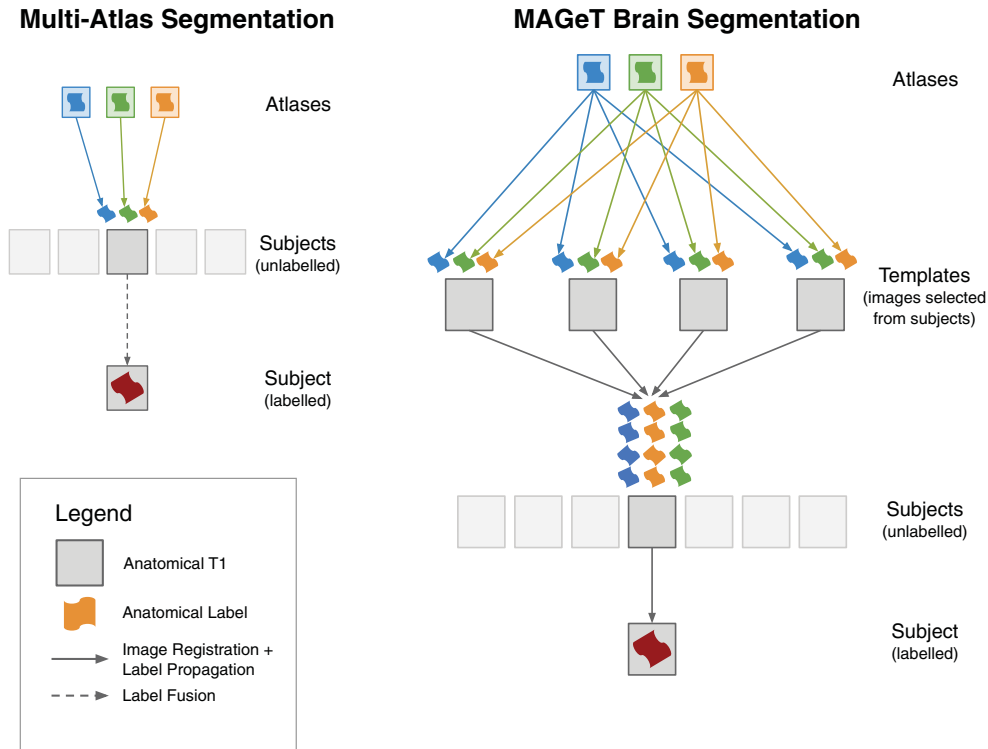 Multi-Atlas Segmentation
Atlases
Subjects
(unlabelled)
Subject
(labelled)
Legend
Anatomical T1
Anatomical Label
Image Registration +
Label Propagation
Label Fusion
MAGeT Brain Segmentation
Atlases
Templates
(images selected
from subjects)
Subjects
(unlabelled)
Subject
(labelled)